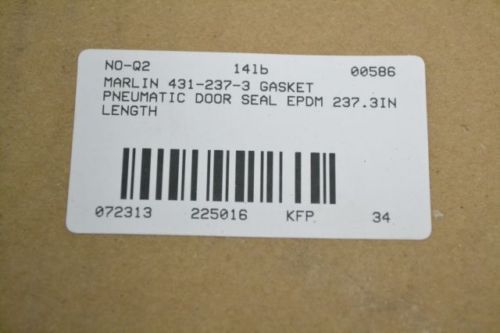 NO-Q2 14lb 00586
MARLIN 431-237-3 GASKET
PNEUMATIC DOOR SEAL EPDM 237.3IN
LENGTH
072313 225016 KFP 34